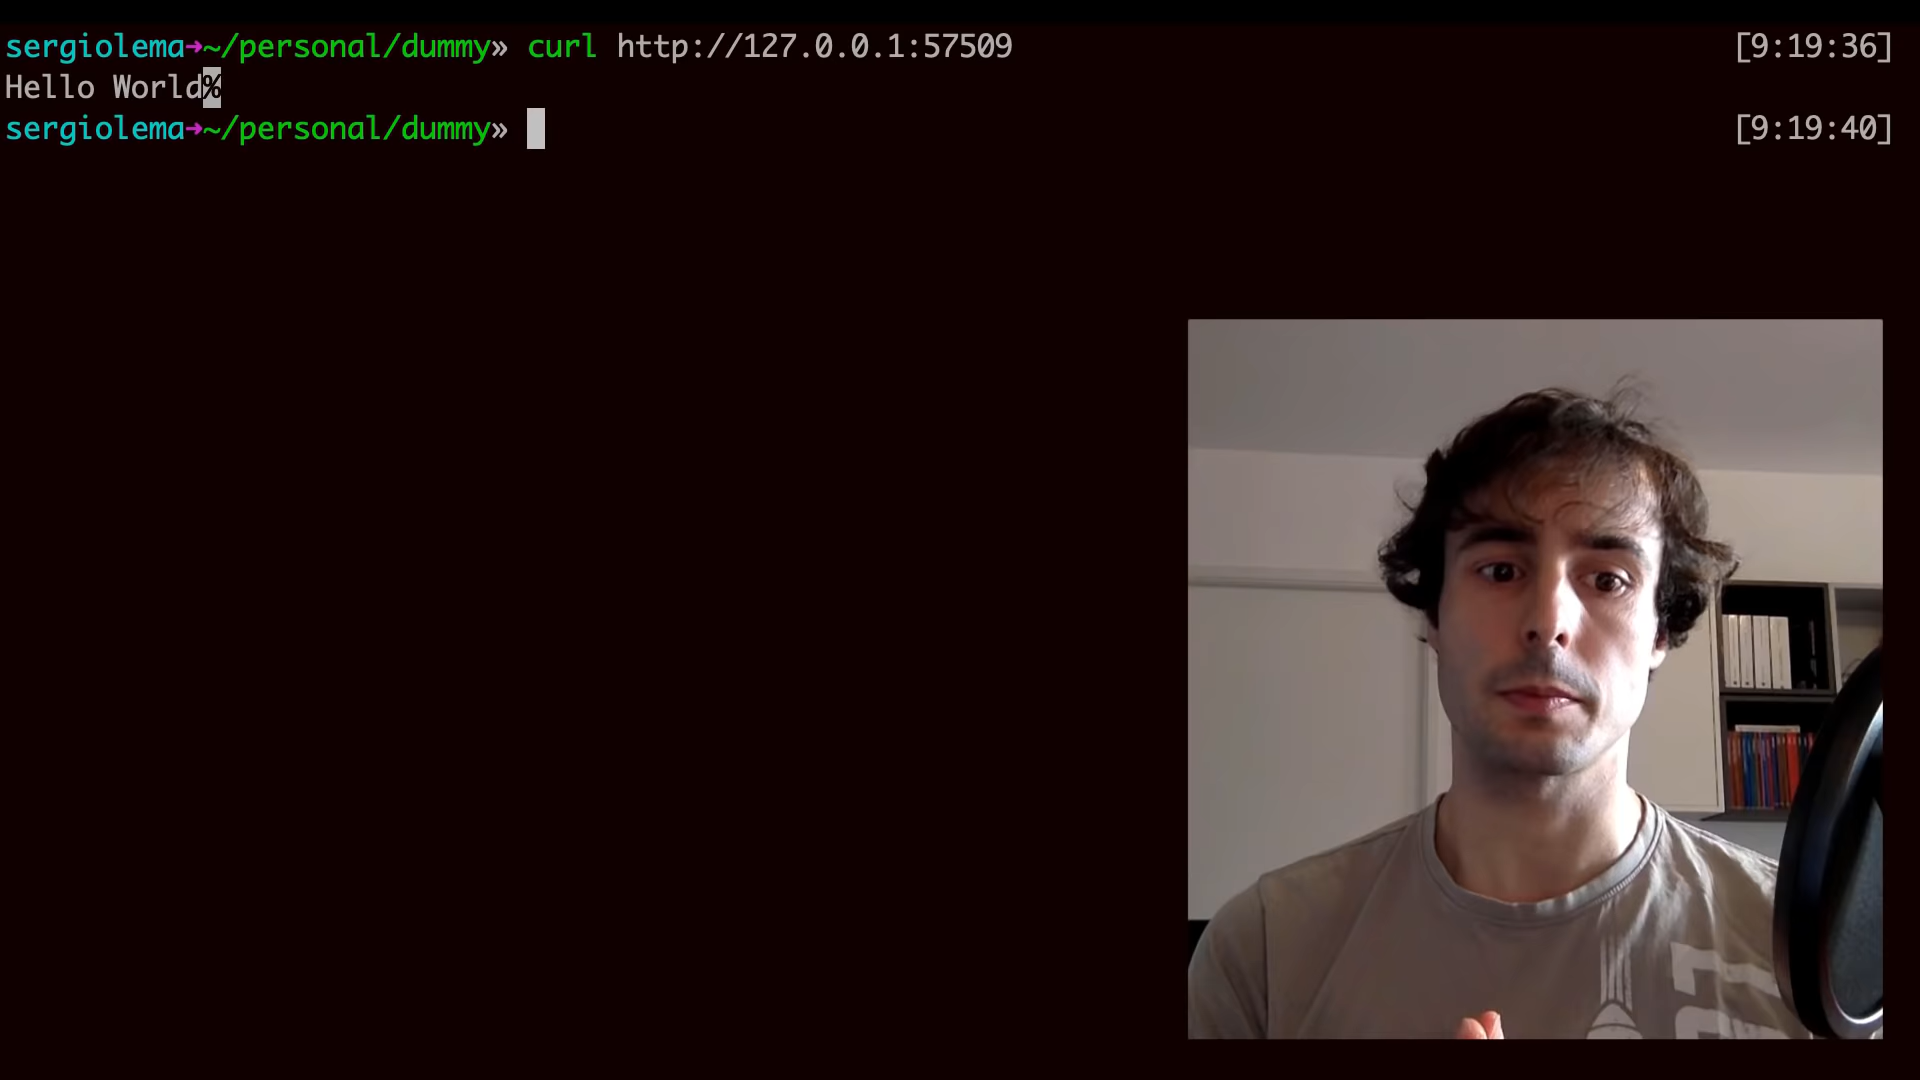 sergiolema➜~/personal/dummy» curl http://127.0.0.1:57509 [9:19:36]
Hello World%
sergiolema➜~/personal/dummy» [9:19:40]